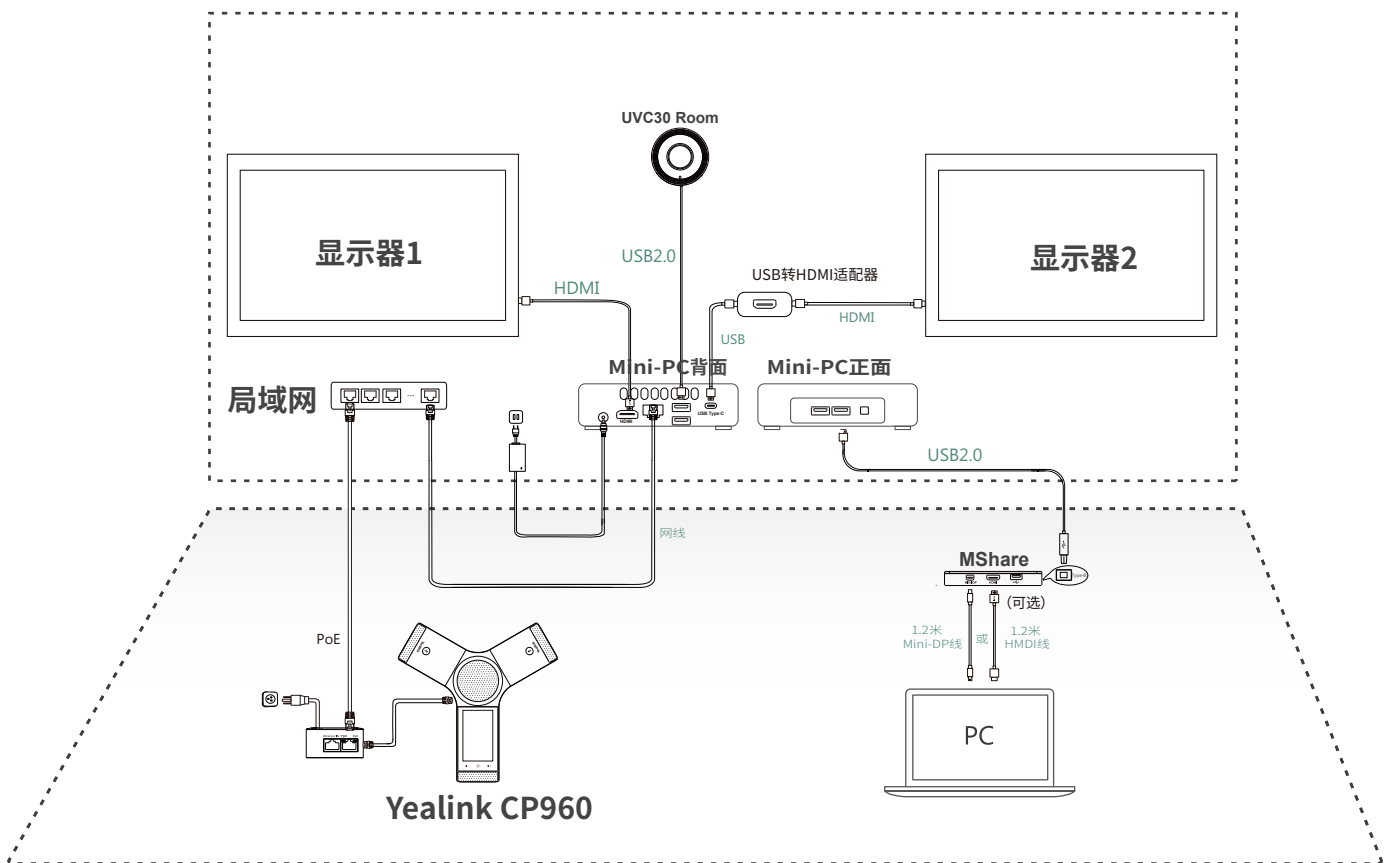 UVC30 Room
显示器1
显示器2
USB2.0
USB转HDMI适配器
HDMI
HDMI
USB
Mini-PC背面
Mini-PC正面
局域网
...
HDMI
USB Type-C
USB2.0
网线
MShare
(可选)
PoE
1.2米
Mini-DP线
或
1.2米
HMDI线
PC
Yealink CP960